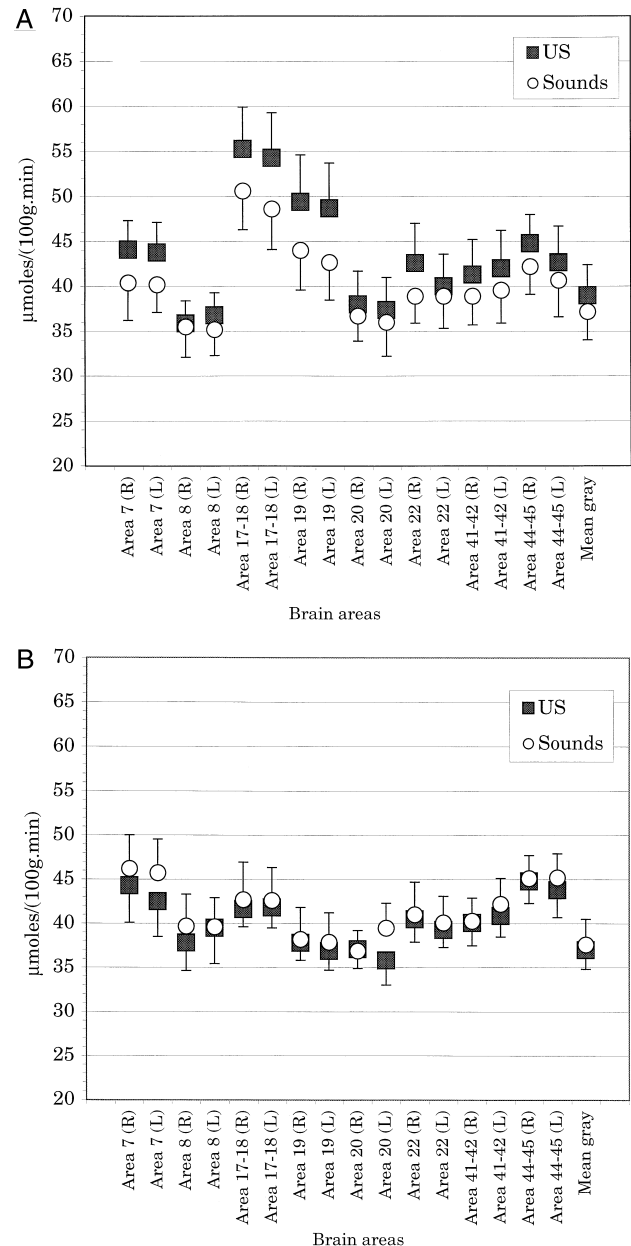 A
70
65
60
55
50
45
40
35
30
25
20
µmoles/(100g.min)
US
Sounds
Area 7 (R)
Area 7 (L)
Area 8 (R)
Area 8 (L)
Area 17-18 (R)
Area 17-18 (L)
Area 19 (R)
Area 19 (L)
Area 20 (R)
Area 20 (L)
Area 22 (R)
Area 22 (L)
Area 41-42 (R)
Area 41-42 (L)
Area 44-45 (R)
Area 44-45 (L)
Mean gray
Brain areas
B
70
65
60
55
50
45
40
35
30
25
20
µmoles/(100g.min)
US
Sounds
Area 7 (R)
Area 7 (L)
Area 8 (R)
Area 8 (L)
Area 17-18 (R)
Area 17-18 (L)
Area 19 (R)
Area 19 (L)
Area 20 (R)
Area 20 (L)
Area 22 (R)
Area 22 (L)
Area 41-42 (R)
Area 41-42 (L)
Area 44-45 (R)
Area 44-45 (L)
Mean gray
Brain areas